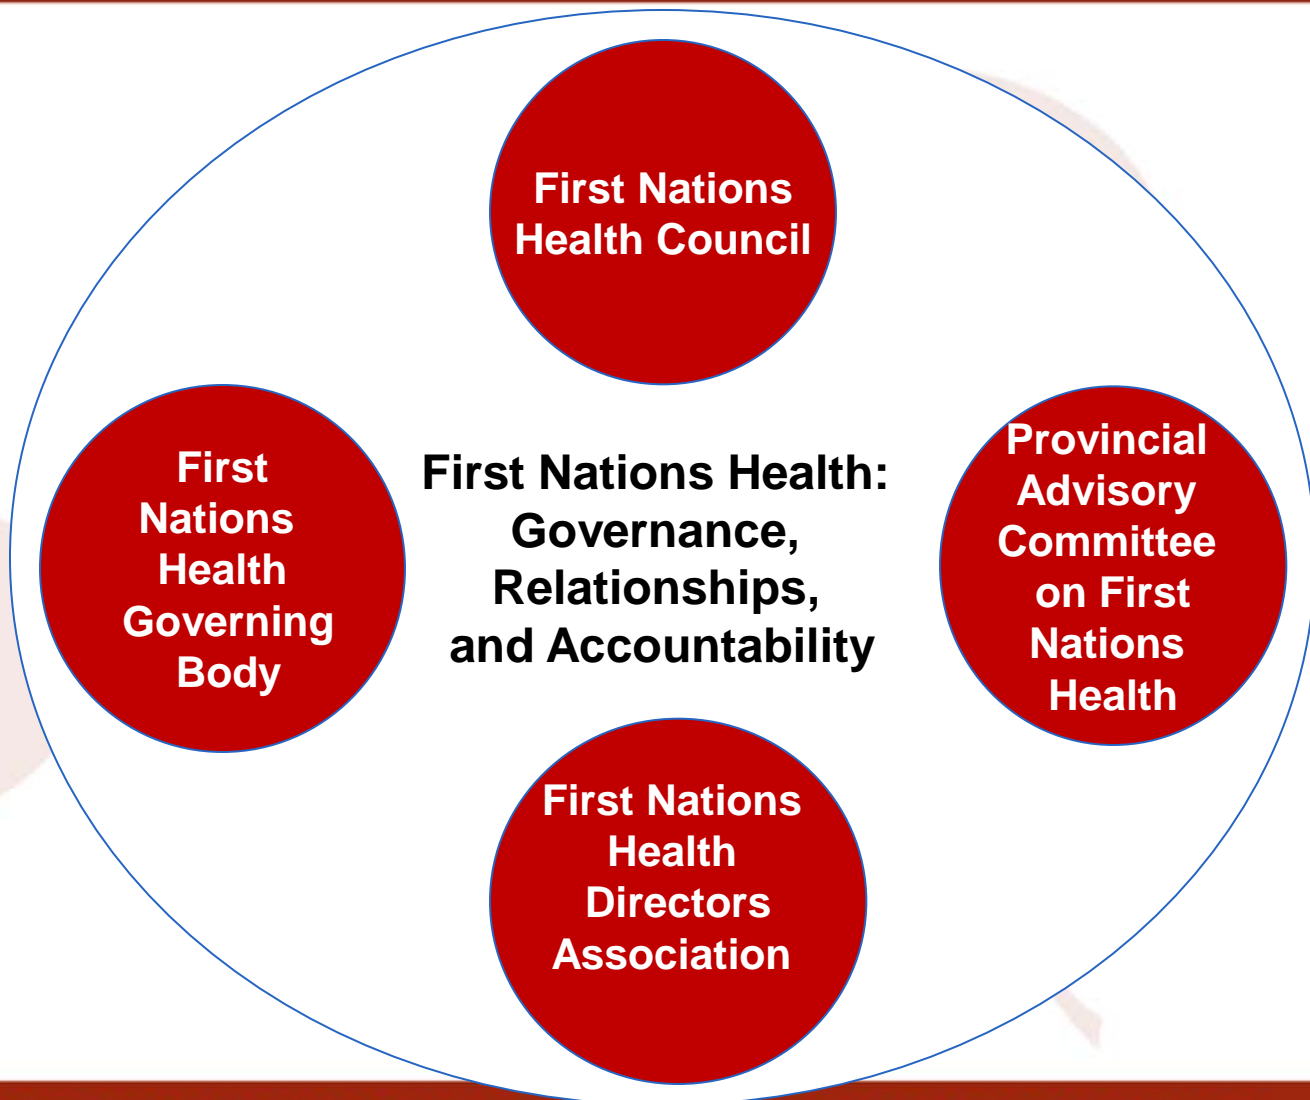 First Nations
Health Council
First
Nations
Health
Governing
Body
First Nations Health:
Governance,
Relationships,
and Accountability
Provincial
Advisory
Committee
on First
Nations
Health
First Nations
Health
Directors
Association